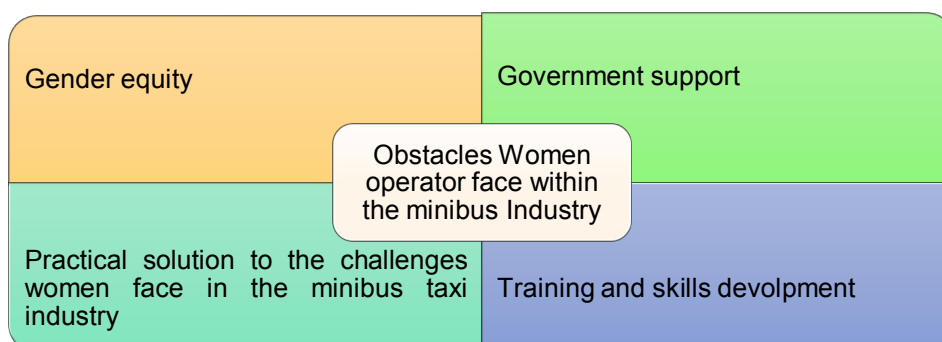 Gender equity
Government support
Obstacles Women
operator face within
the minibus Industry
Practical solution to the challenges
women face in the minibus taxi
industry
Training and skills devolpment